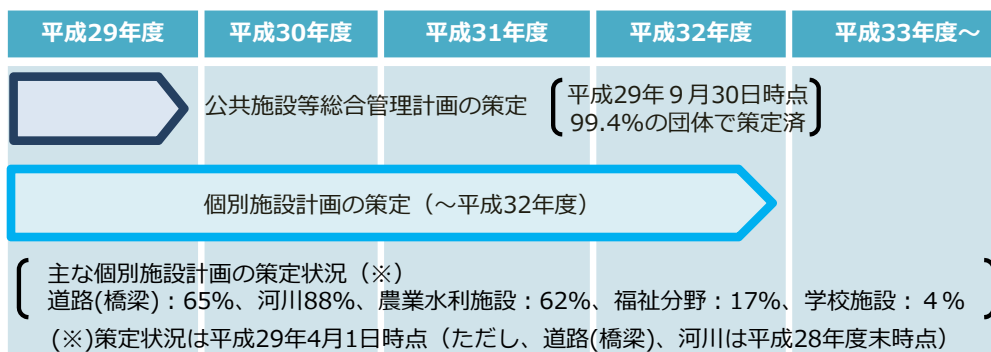 平成29年度 平成30年度 平成31年度 平成32年度 平成33年度～
公共施設等総合管理計画の策定
平成29年９月30日時点
99.4%の団体で策定済
個別施設計画の策定（～平成32年度）
主な個別施設計画の策定状況（※）
道路(橋梁)：65%、河川88%、農業水利施設：62%、福祉分野：17%、学校施設：４%
(※)策定状況は平成29年4月1日時点（ただし、道路(橋梁)、河川は平成28年度末時点）